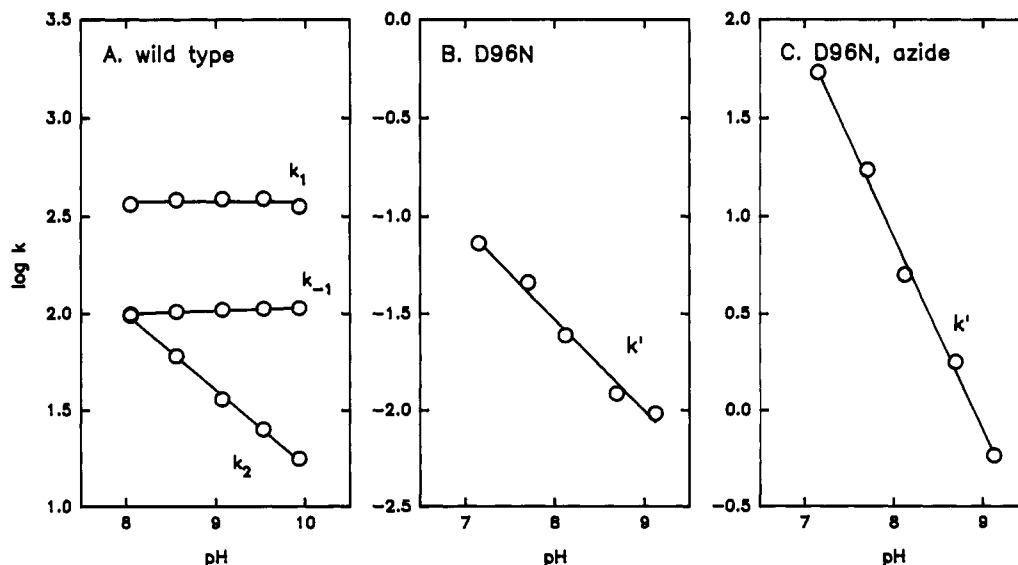 A. wild type
3.5
3.0
2.5
2.0
1.5
1.0
log k
k₁
k₋₁
k₂
8
9
10
pH
B. D96N
-0.0
-0.5
-1.0
-1.5
-2.0
-2.5
k'
7
8
9
pH
C. D96N, azide
2.0
1.5
1.0
0.5
0.0
-0.5
k'
7
8
9
pH